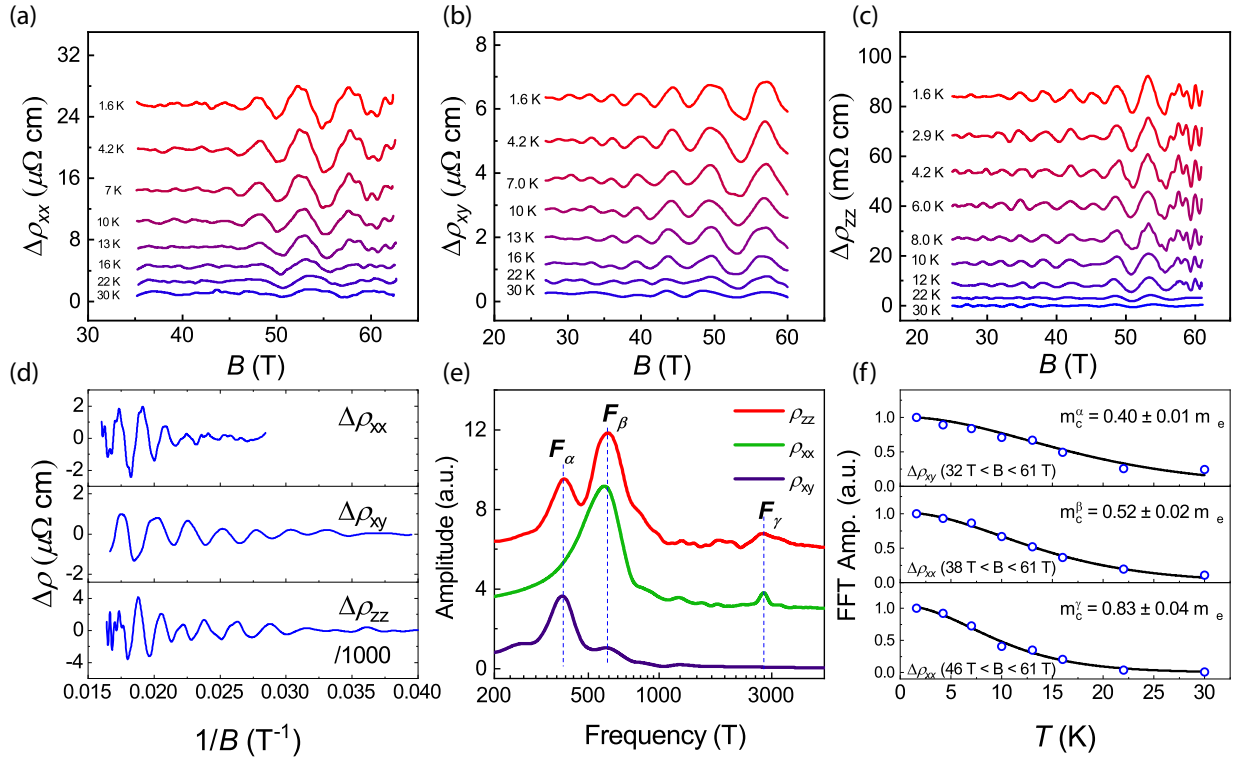 (a)
Δρxx (μΩ cm)
32
24
16
8
0
1.6 K
4.2 K
7 K
10 K
13 K
16 K
22 K
30 K
30 40 50 60
B (T)
(b)
Δρxy (μΩ cm)
8
6
4
2
0
1.6 K
4.2 K
7.0 K
10 K
13 K
16 K
22 K
30 K
20 30 40 50 60
B (T)
(c)
Δρzz (mΩ cm)
100
80
60
40
20
0
1.6 K
2.9 K
4.2 K
6.0 K
8.0 K
10 K
12 K
22 K
30 K
20 30 40 50 60
B (T)
(d)
Δρ (μΩ cm)
2
0
-2
Δρxx
2
0
-2
Δρxy
4
0
-4
Δρzz
/1000
0.015 0.020 0.025 0.030 0.035 0.040
1/B (T-1)
(e)
Amplitude (a.u.)
12
8
4
0
Fα
Fβ
Fγ
ρzz
ρxx
ρxy
200 600 1000 3000
Frequency (T)
(f)
FFT Amp. (a.u.)
1.0
0.5
0.0
mcα = 0.40 ± 0.01 m e
Δρxy (32 T < B < 61 T)
1.0
0.5
0.0
mcβ = 0.52 ± 0.02 m e
Δρxx (38 T < B < 61 T)
1.0
0.5
0.0
mcγ = 0.83 ± 0.04 m e
Δρxx (46 T < B < 61 T)
0 5 10 15 20 25 30
T (K)